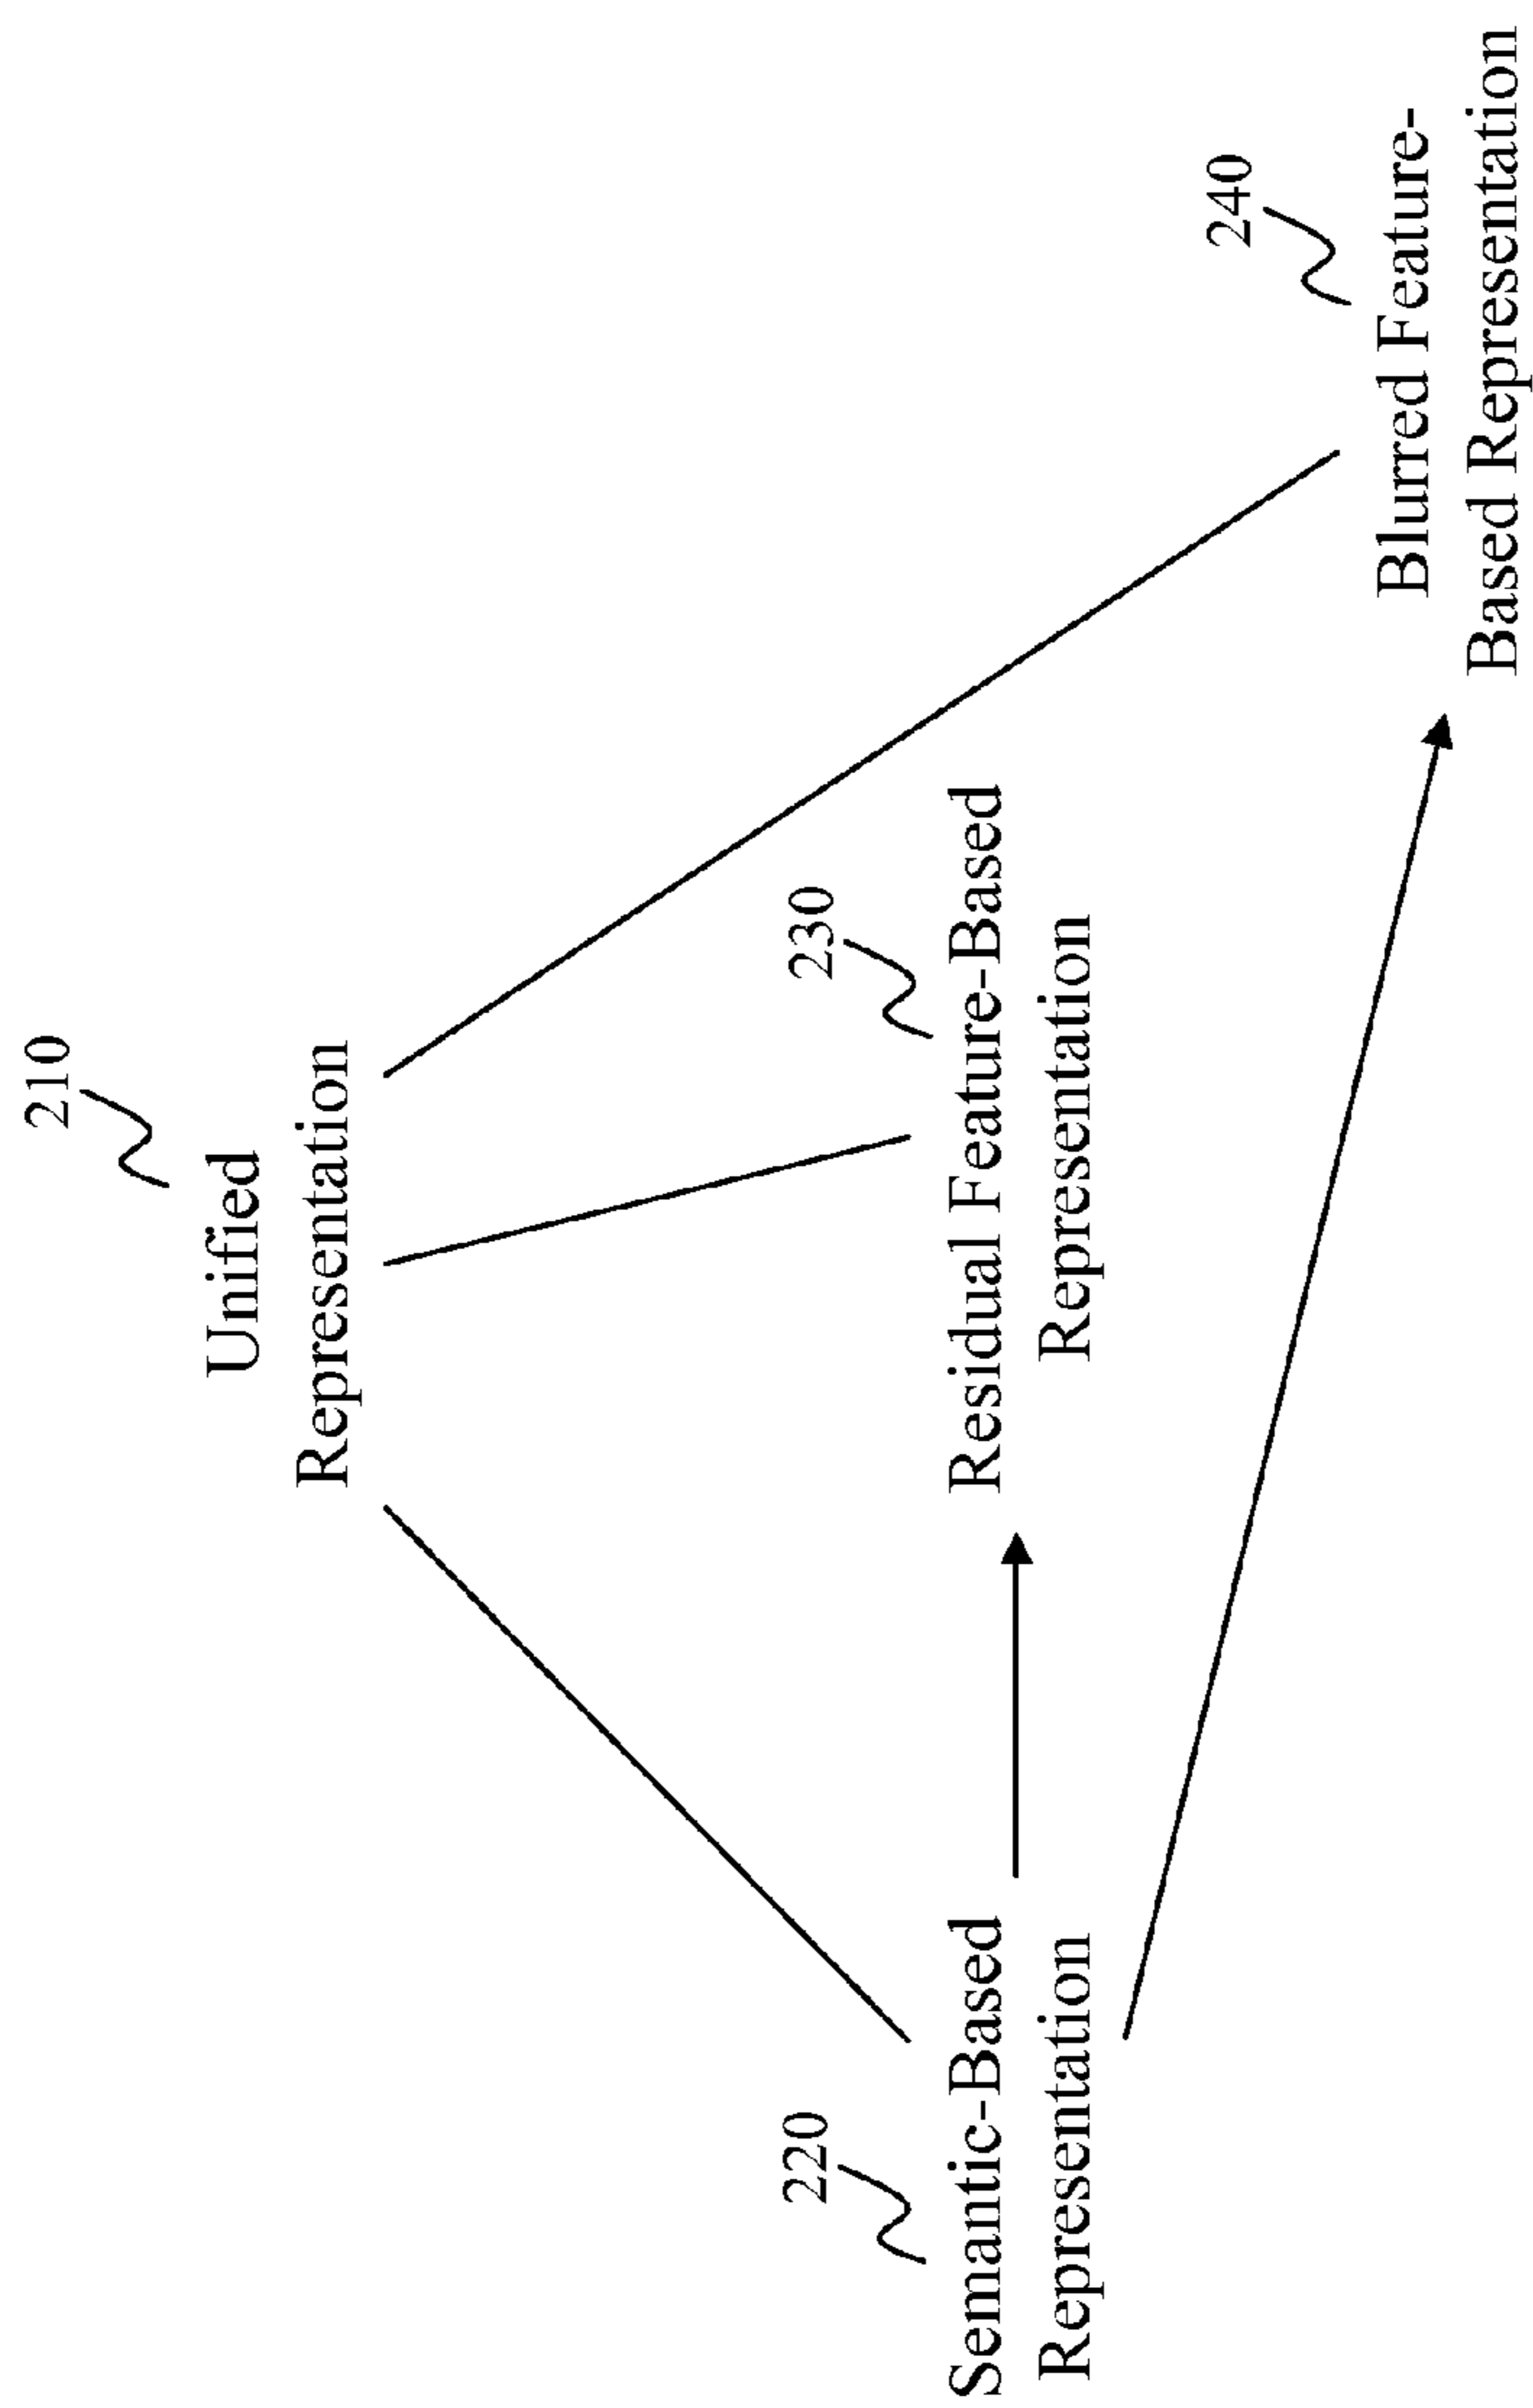 210
Unified
Representation
220
Semantic-Based
Representation
230
Residual Feature-Based
Representation
240
Blurred Feature-
Based Representation